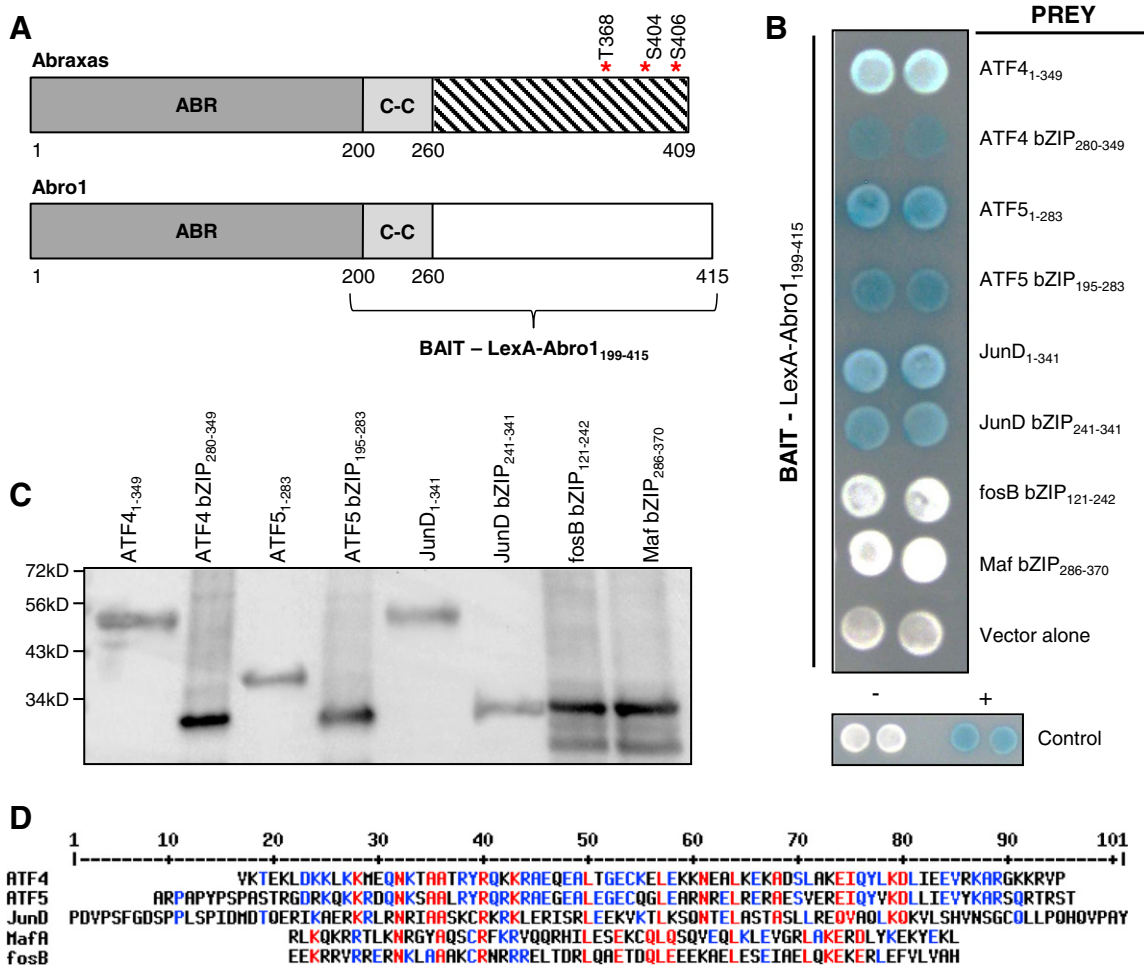 A
Abraxas
*T368
*S404
*S406
ABR
C-C
1
200
260
409
Abro1
ABR
C-C
1
200
260
415
BAIT – LexA-Abro1199-415
B
PREY
BAIT - LexA-Abro1199-415
ATF41-349
ATF4 bZIP280-349
ATF51-283
ATF5 bZIP195-283
JunD1-341
JunD bZIP241-341
fosB bZIP121-242
Maf bZIP286-370
Vector alone
- +
Control
C
ATF41-349
ATF4 bZIP280-349
ATF51-283
ATF5 bZIP195-283
JunD1-341
JunD bZIP241-341
fosB bZIP121-242
Maf bZIP286-370
72kD
56kD
43kD
34kD
D
1 10 20 30 40 50 60 70 80 90 101
ATF4 VKTEKLDKKLKKMEQNKTAATRYRQKKRAEQEALTGECKELEKKNEALKEKADSLAKEIQYLKDLIEEVRKARGKKRVP
ATF5 ARPAPYPSPASTRGDRKQKKRDQNKSAALRYRQRKRAEGEALEGECQGLEARNRELRERAESVEREIQYVKDLLIEVYKARSQRTRST
JunD PDVPSFGDSPPLSPIDMDTQERIKAERKRLRNRIAASKCRKRKLERISRLEEKVKTLKSQNTELASTASLLREQVAQLKQKVLSHVNSGCQLLPQHQVPAY
MafA RLKQKRRTLKNRGYAQSCRFKRVQQRHILESEKCQLQSQVEQLKLEVGRLAKERDLYKEKYEKL
fosB EEKRRVRRERNKLAAAKCRNRRRELTDRLQAETDQLEEEKAELESEIAELQKEKERLEFVLVAH